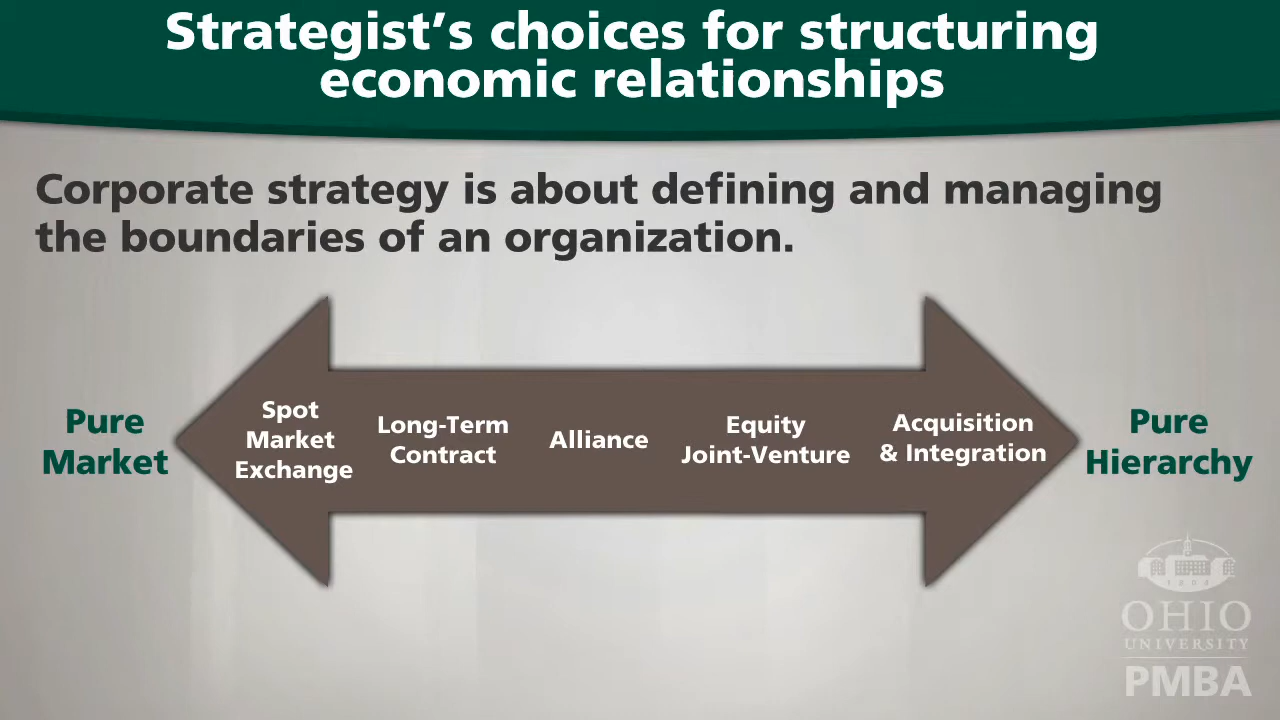 Strategist's choices for structuring
economic relationships
Corporate strategy is about defining and managing
the boundaries of an organization.
Pure
Market
Spot
Market
Exchange
Long-Term
Contract
Alliance
Equity
Joint-Venture
Acquisition
& Integration
Pure
Hierarchy
1804
OHIO
UNIVERSITY
PMBA